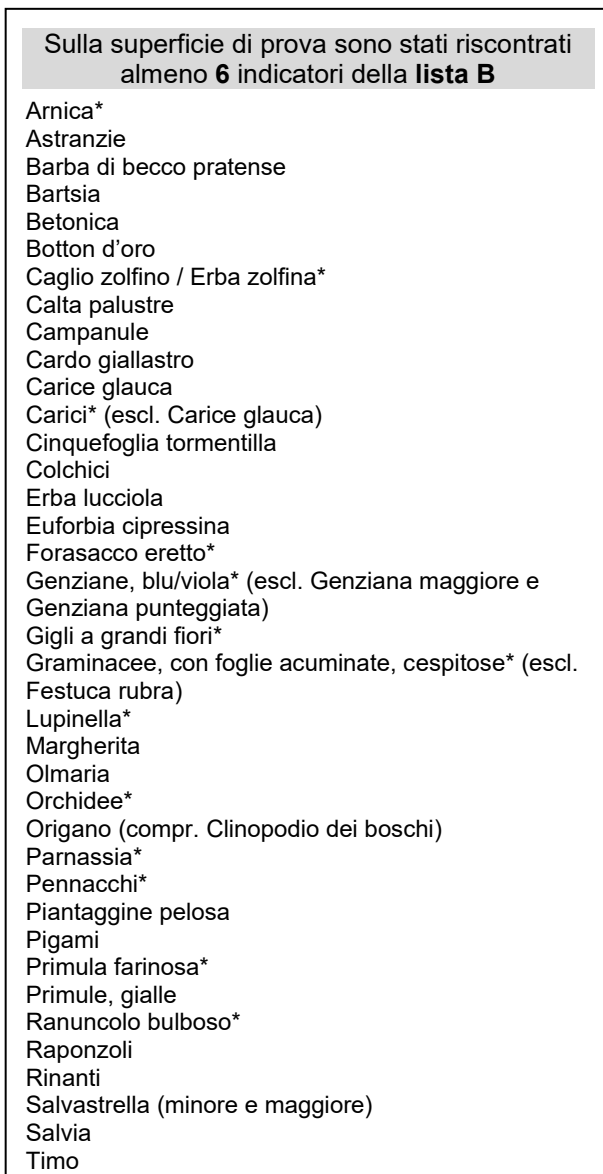 Sulla superficie di prova sono stati riscontrati
almeno 6 indicatori della lista B
Arnica*
Astranzie
Barba di becco pratense
Bartsia
Betonica
Botton d’oro
Caglio zolfino / Erba zolfina*
Calta palustre
Campanule
Cardo giallastro
Carice glauca
Carici* (escl. Carice glauca)
Cinquefoglia tormentilla
Colchici
Erba lucciola
Euforbia cipressina
Forasacco eretto*
Genziane, blu/viola* (escl. Genziana maggiore e
Genziana punteggiata)
Gigli a grandi fiori*
Graminacee, con foglie acuminate, cespitose* (escl.
Festuca rubra)
Lupinella*
Margherita
Olmaria
Orchidee*
Origano (compr. Clinopodio dei boschi)
Parnassia*
Pennacchi*
Piantaggine pelosa
Pigami
Primula farinosa*
Primule, gialle
Ranuncolo bulboso*
Raponzoli
Rinanti
Salvastrella (minore e maggiore)
Salvia
Timo